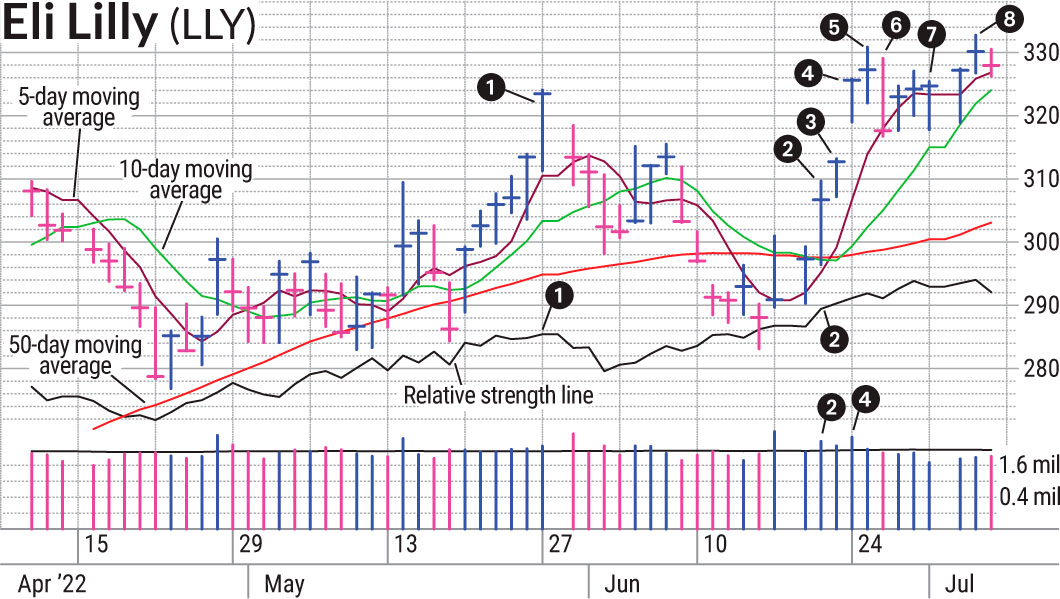 Eli Lilly (LLY)
5-day moving
average
10-day moving
average
50-day moving
average
Relative strength line
1
2
3
4
5
6
7
8
1
2
2
4
330
320
310
300
290
280
1.6 mil
0.4 mil
15
29
13
27
10
24
Apr ’22
May
Jun
Jul